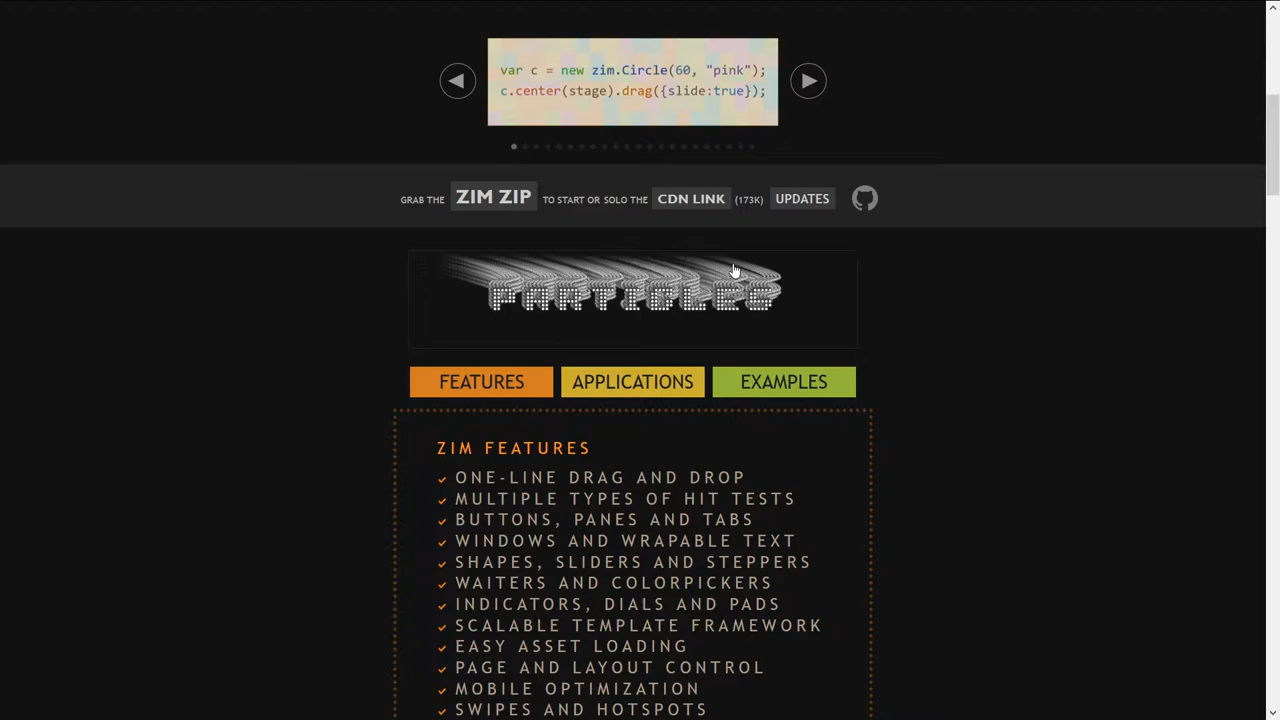 var c = new zim.Circle(60, "pink");
c.center(stage).drag({slide:true});
GRAB THE ZIM ZIP TO START OR SOLO THE CDN LINK (173K) UPDATES
PARTICLES
FEATURES APPLICATIONS EXAMPLES
ZIM FEATURES
ONE-LINE DRAG AND DROP
MULTIPLE TYPES OF HIT TESTS
BUTTONS, PANES AND TABS
WINDOWS AND WRAPABLE TEXT
SHAPES, SLIDERS AND STEPPERS
WAITERS AND COLORPICKERS
INDICATORS, DIALS AND PADS
SCALABLE TEMPLATE FRAMEWORK
EASY ASSET LOADING
PAGE AND LAYOUT CONTROL
MOBILE OPTIMIZATION
SWIPES AND HOTSPOTS